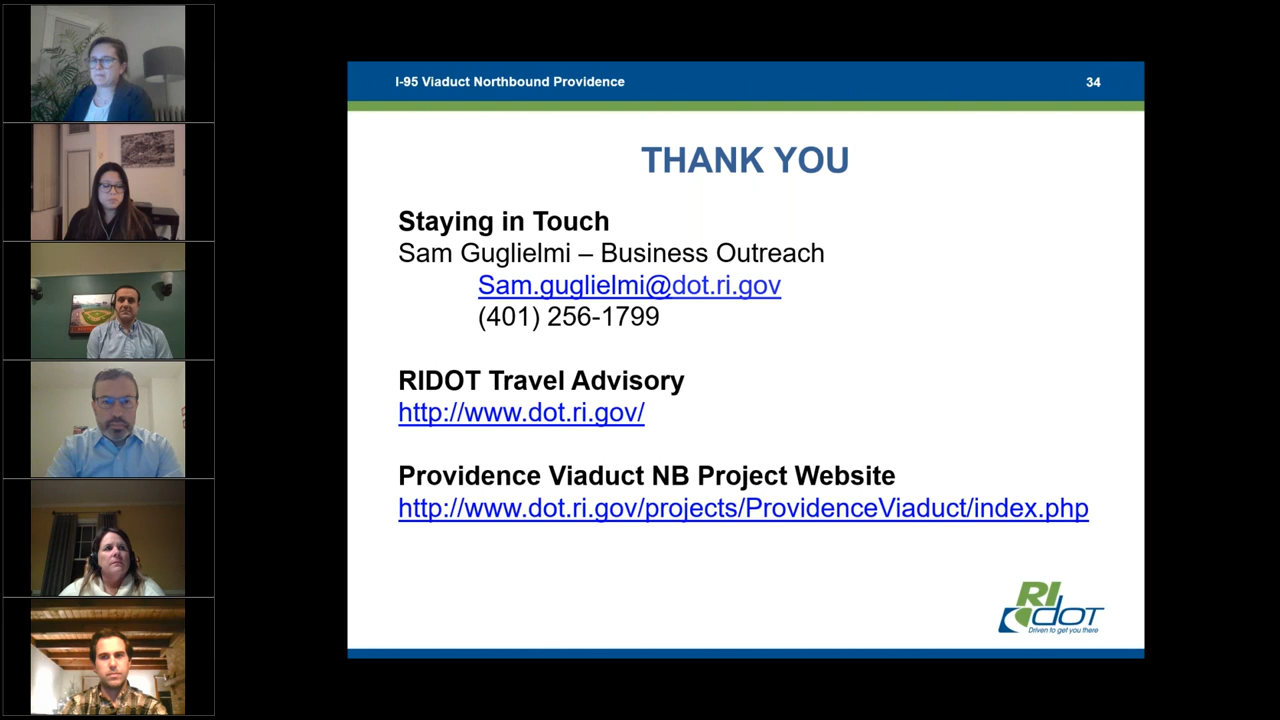 I-95 Viaduct Northbound Providence
34
THANK YOU
Staying in Touch
Sam Guglielmi – Business Outreach
Sam.guglielmi@dot.ri.gov
(401) 256-1799
RIDOT Travel Advisory
http://www.dot.ri.gov/
Providence Viaduct NB Project Website
http://www.dot.ri.gov/projects/ProvidenceViaduct/index.php
RI
DOT
Driven to get you there